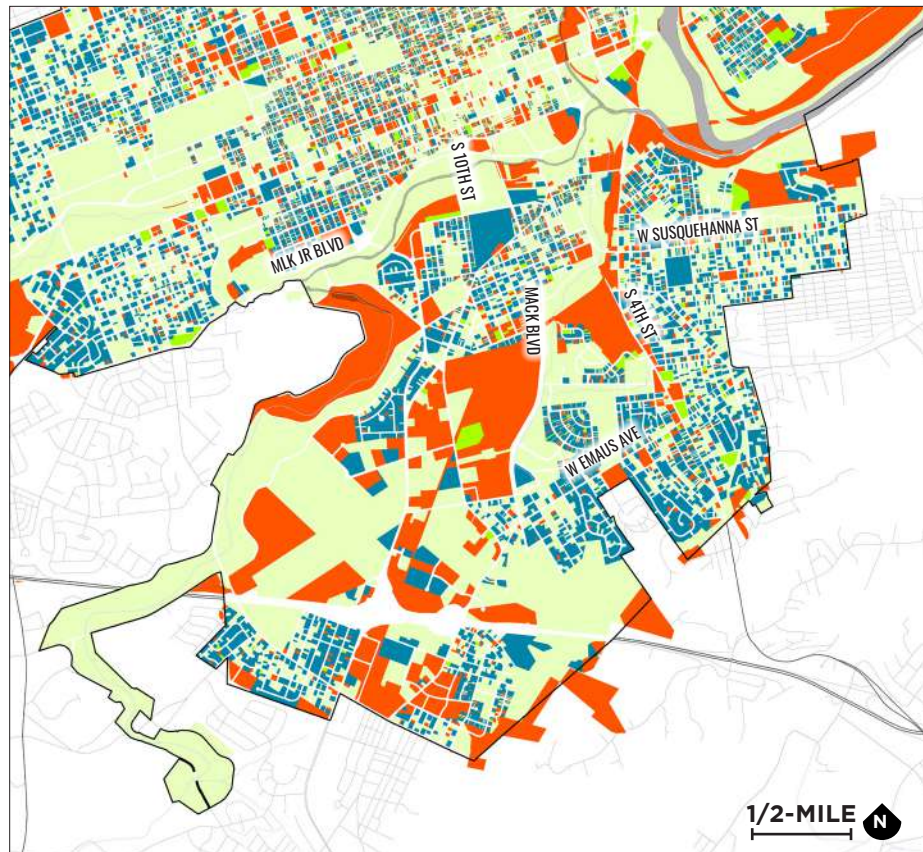 S 10TH ST
W SUSQUEHANNA ST
MLK JR BLVD
MACK BLVD
S 4TH ST
W EMAUS AVE
1/2-MILE
N